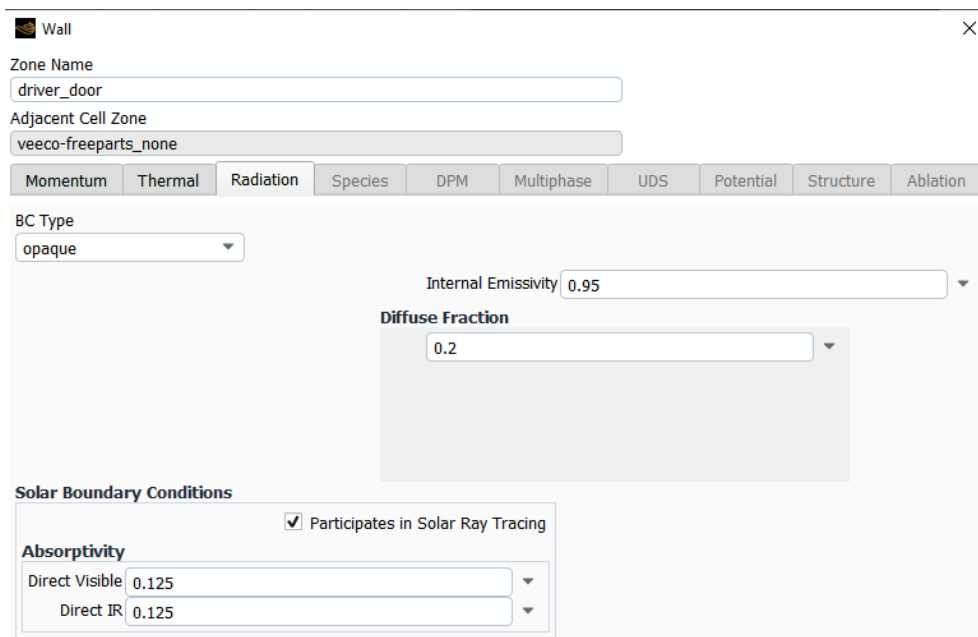 Wall
Zone Name
driver_door
Adjacent Cell Zone
veeco-freeparts_none
Momentum Thermal Radiation Species DPM Multiphase UDS Potential Structure Ablation
BC Type
opaque
Internal Emissivity 0.95
Diffuse Fraction
0.2
Solar Boundary Conditions
Participates in Solar Ray Tracing
Absorptivity
Direct Visible 0.125
Direct IR 0.125